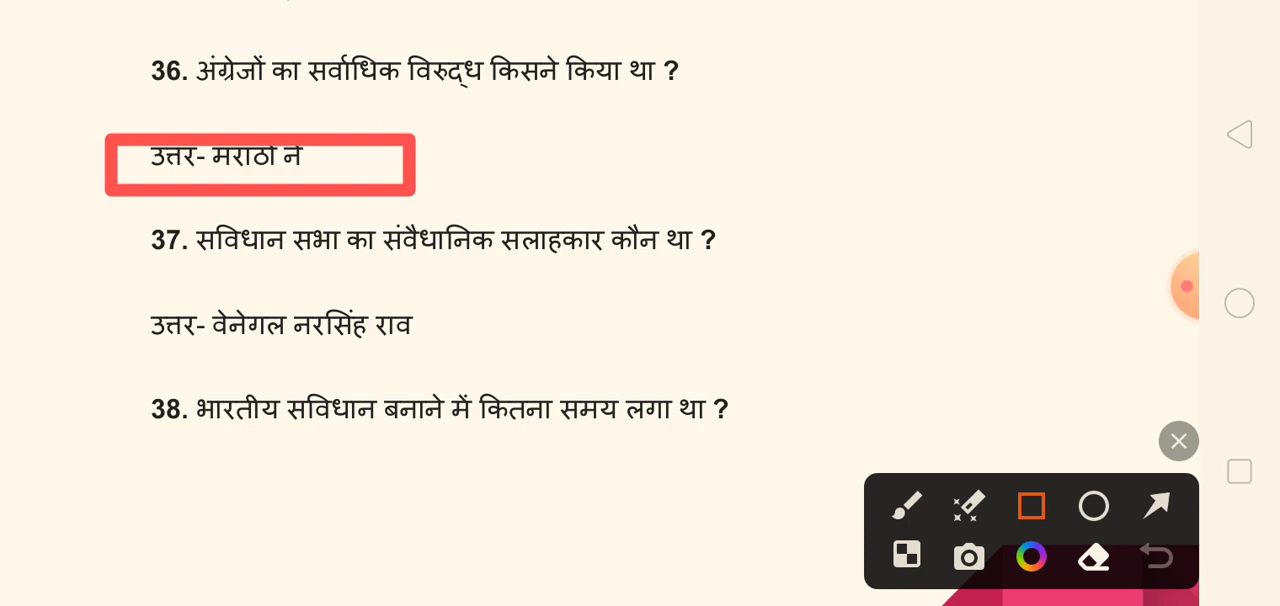 36. अंग्रेजों का सर्वाधिक विरुद्ध किसने किया था ?
उत्तर- मराठों ने
37. सविधान सभा का संवैधानिक सलाहकार कौन था ?
उत्तर- वेनेगल नरसिंह राव
38. भारतीय सविधान बनाने में कितना समय लगा था ?